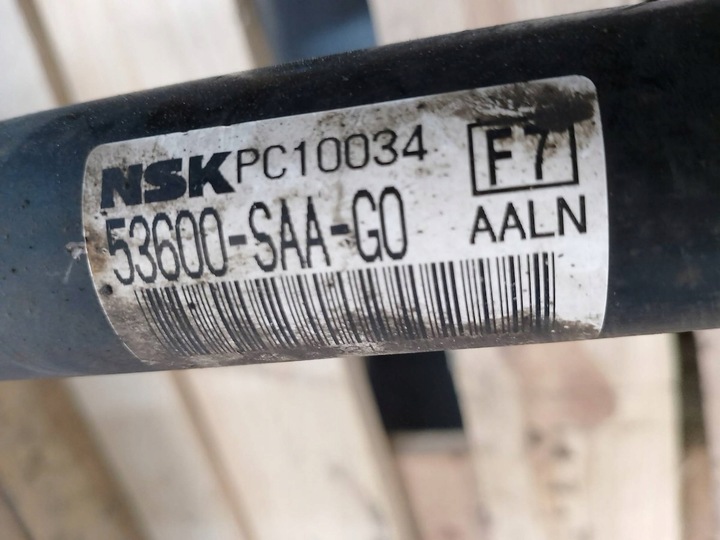 NSK PC10034
53600-SAA-G0
F7
AALN